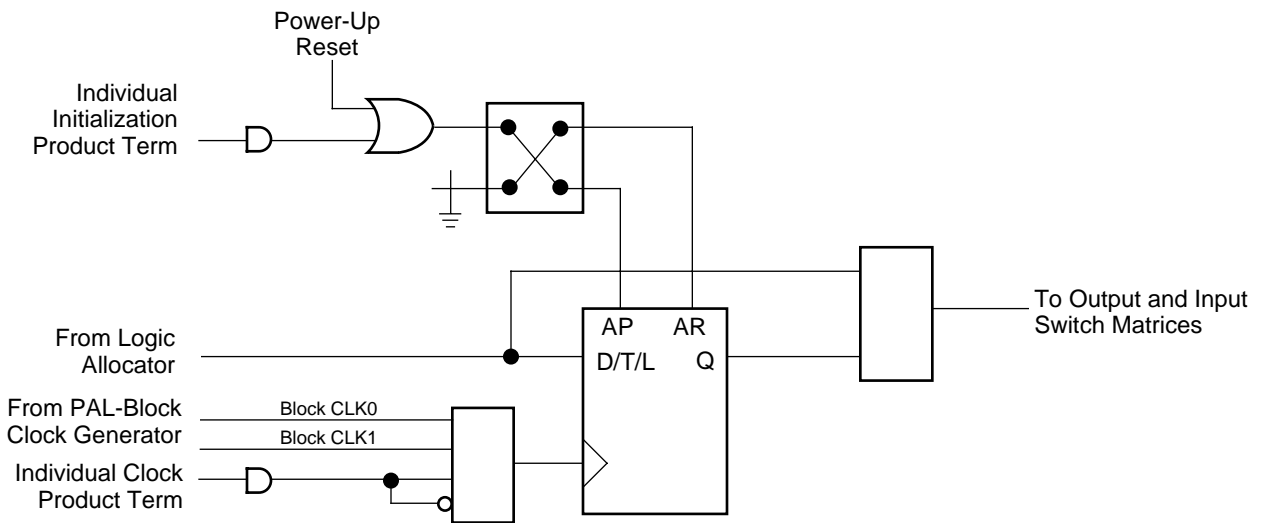 Power-Up
Reset
Individual
Initialization
Product Term
AP AR
To Output and Input
Switch Matrices
From Logic
Allocator
D/T/L Q
From PAL-Block
Clock Generator
Block CLK0
Block CLK1
Individual Clock
Product Term